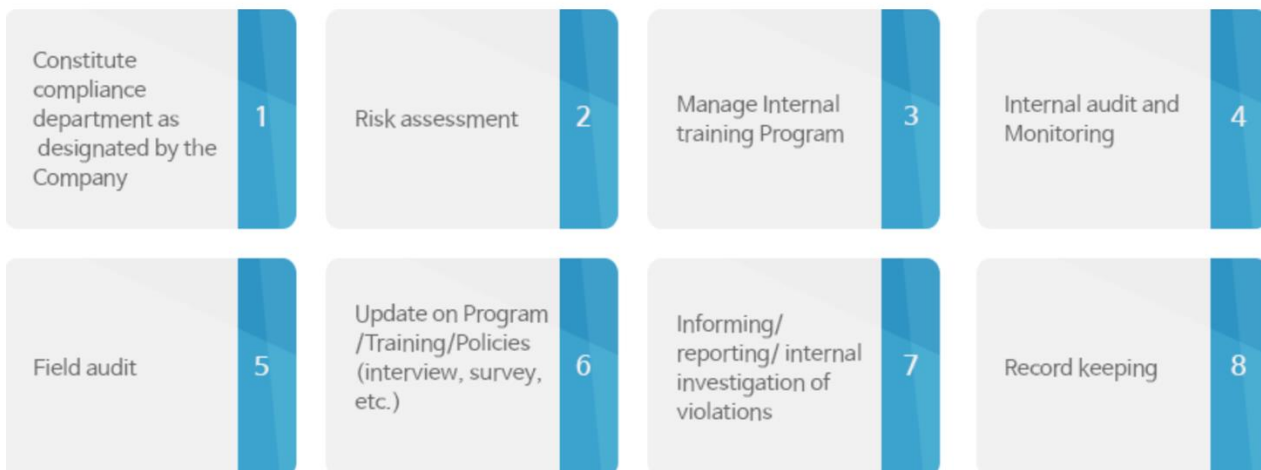 Constitute
compliance
department as
designated by the
Company
1
Risk assessment
2
Manage Internal
training Program
3
Internal audit and
Monitoring
4
Field audit
5
Update on Program
/Training/Policies
(interview, survey,
etc.)
6
Informing/
reporting/ internal
investigation of
violations
7
Record keeping
8